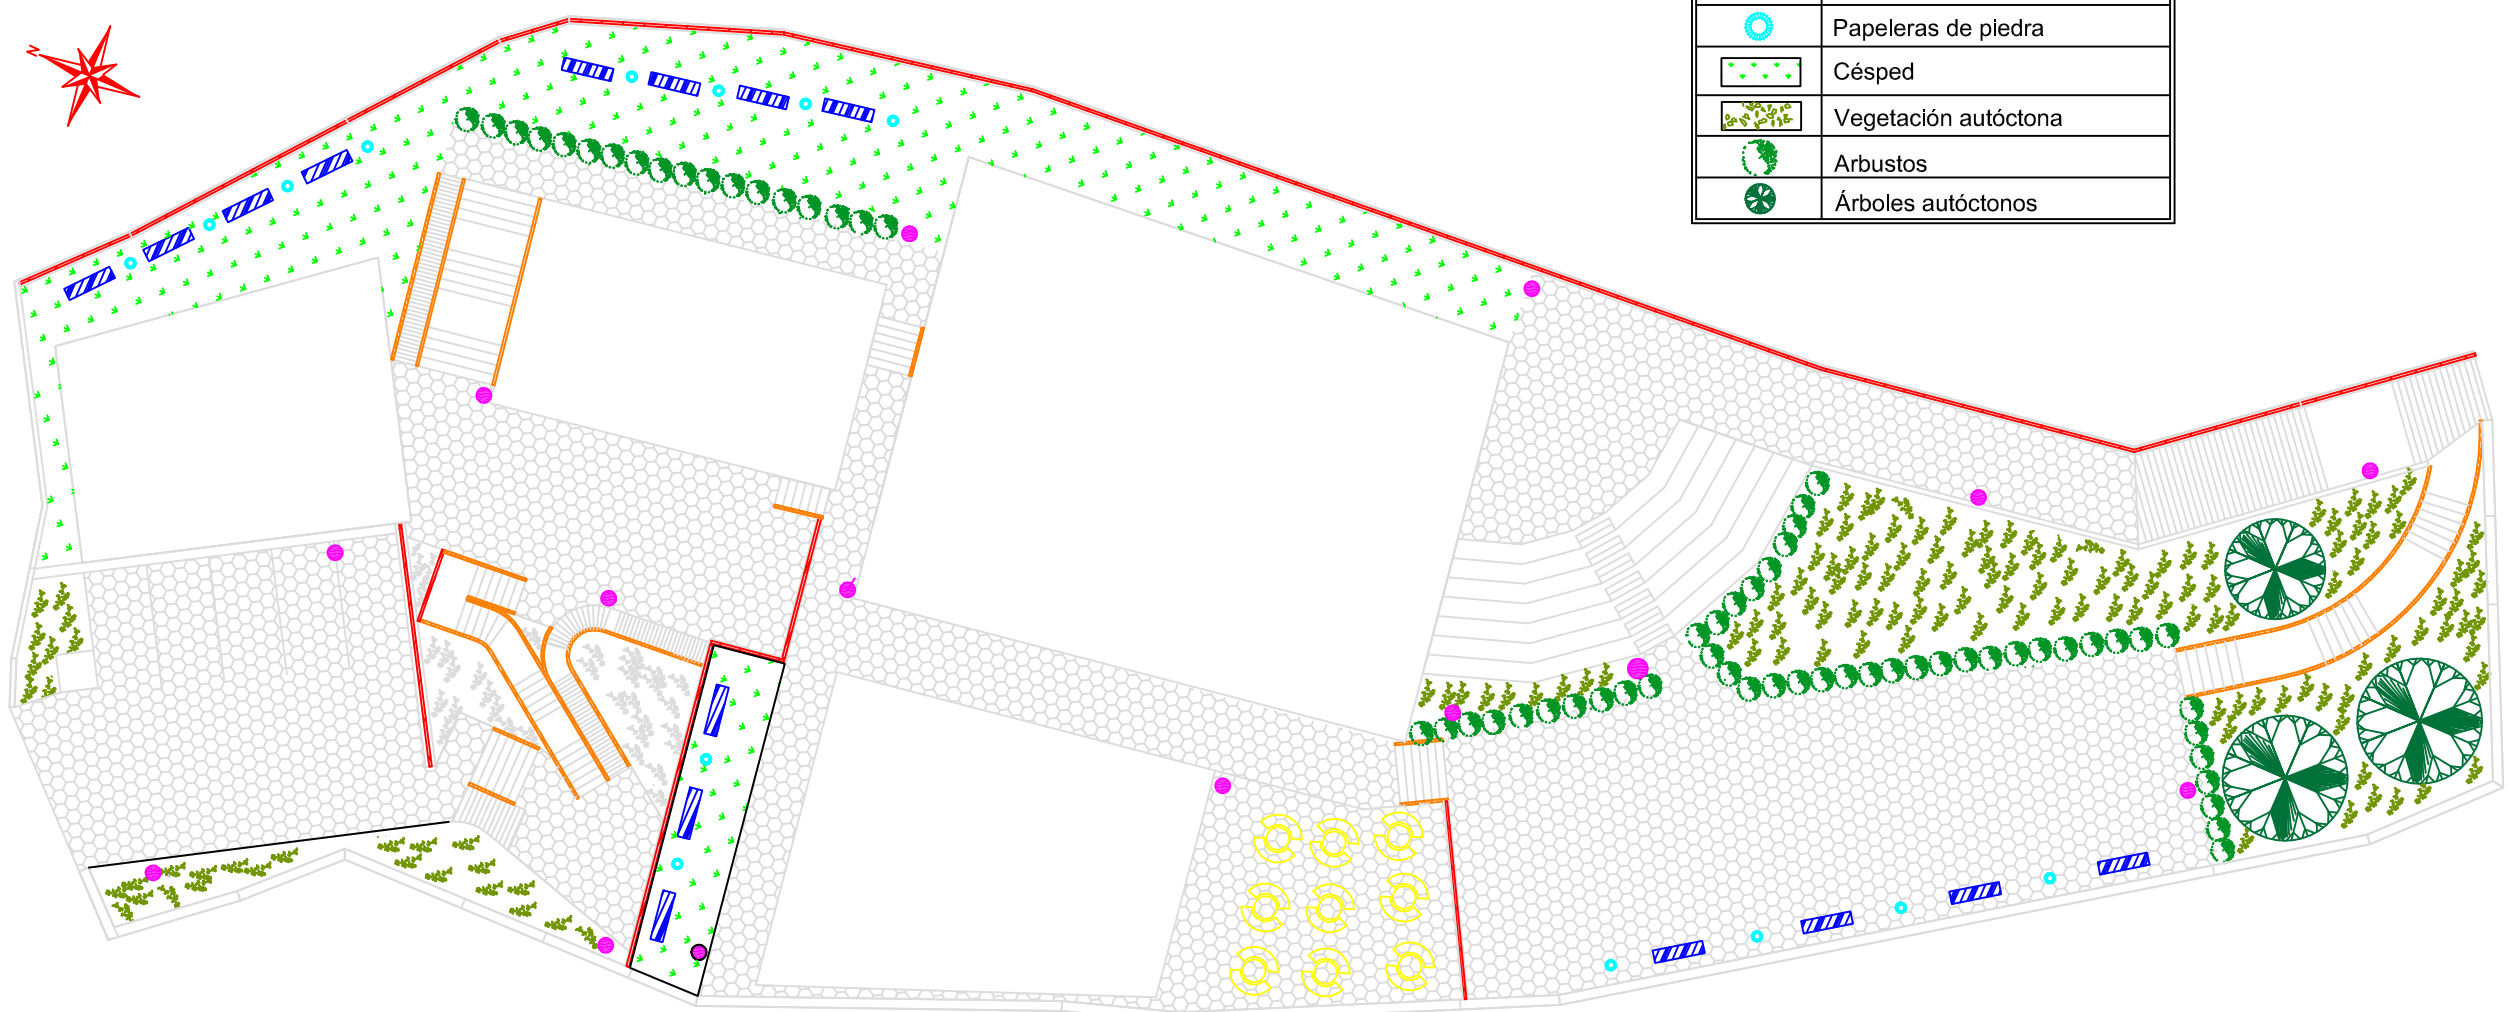 N
Papeleras de piedra
Césped
Vegetación autóctona
Arbustos
Árboles autóctonos